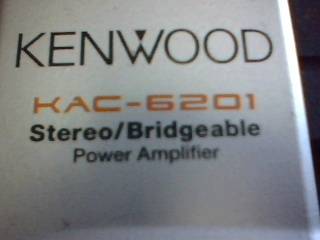 KENWOOD
KAC-6201
Stereo/Bridgeable
Power Amplifier